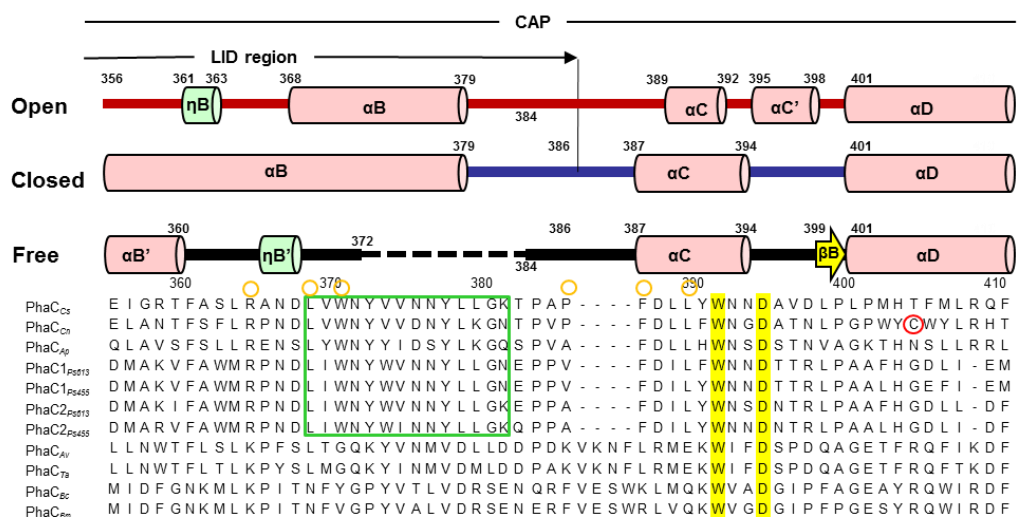 CAP
LID region
356 361 363 368 379 384 389 392 395 398 401
Open ηB αB αC αC' αD
379 386 387 394 401
Closed αB αC αD
360 372 384 386 387 394 399 401
Free αB' ηB' αC βB αD
360 370 380 390 400 410
PhaCCs E I G R T F A S L R A N D L V W N Y V V N N Y L L G K T P A P - - - - F D L L Y W N N D A V D L P L P M H T F M L R Q F
PhaCCn E L A N T F S F L R P N D L V W N Y V V D N Y L K G N T P V P - - - - F D L L F W N G D A T N L P G P W Y C W Y L R H T
PhaCAp Q L A V S F S L L R E N S L Y W N Y Y I D S Y L K G Q S P V A - - - - F D L L H W N S D S T N V A G K T H N S L L R R L
PhaC1Ps613 D M A K V F A W M R P N D L I W N Y W V N N Y L L G N E P P V - - - - F D I L F W N N D T T R L P A A F H G D L I - E M
PhaC1Ps455 D M A K V F A W M R P N D L I W N Y W V N N Y L L G N E P P V - - - - F D I L Y W N N D T T R L P A A L H G E F I - E M
PhaC2Ps613 D M A K I F A W M R P N D L I W N Y W V N N Y L L G K E P P A - - - - F D I L Y W N S D N T R L P A A F H G D L L - D F
PhaC2Ps455 D M A R V F A W M R P N D L I W N Y W I N N Y L L G K Q P P A - - - - F D I L Y W N N D T T R L P A A F H G D L L - D F
PhaCAv L L N W T F L S L K P F S L T G Q K Y V N M V D L L D D P D K V K N F L R M E K W I F D S P D Q A G E T F R Q F I K D F
PhaCTa L L N W T F L T L K P Y S L M G Q K Y I N M V D M L D D P A K V K N F L R M E K W I F D S P D Q A G E S Y R Q F T K D F
PhaCBc M I D F G N K M L K P I T N F Y G P Y V T L V D R S E N Q R F V E S W K L M Q K W V A D G I P F A G E A Y R Q W I R D F
PhaCBm M I D F G N K M L K P I T N F V G P Y V A L V D R S E N E R F V E S W R L V Q K W V G D G I P F P G E S Y R Q W I R D F